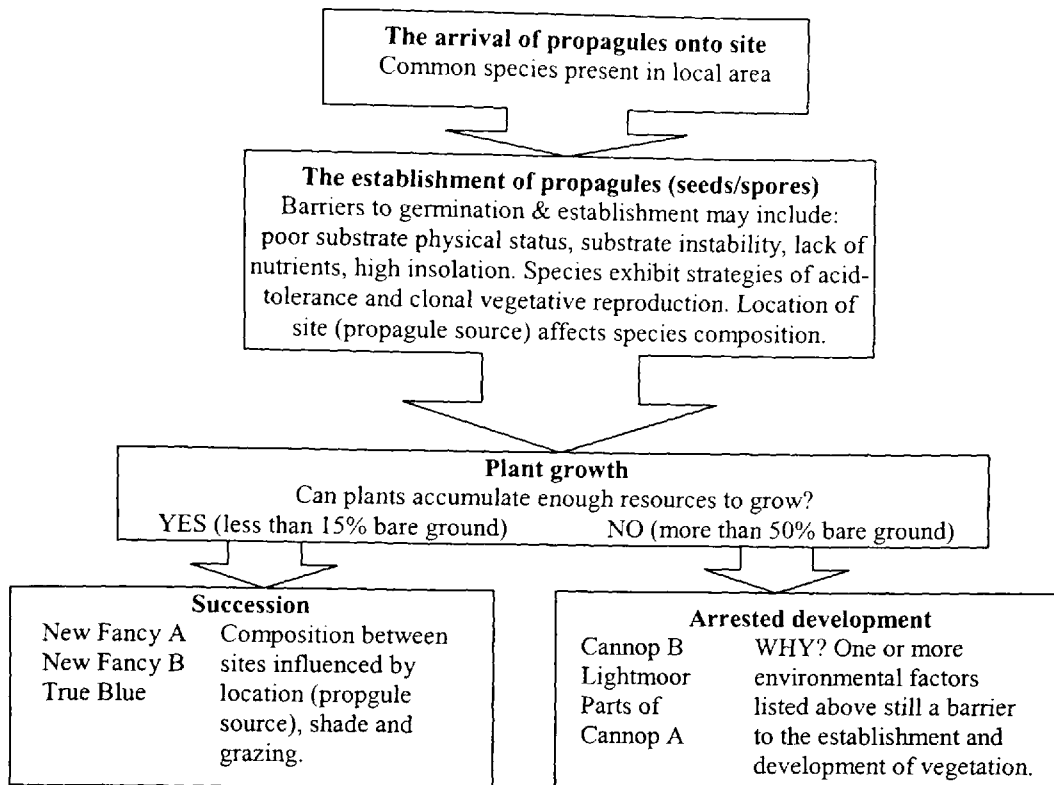 The arrival of propagules onto site
Common species present in local area
The establishment of propagules (seeds/spores)
Barriers to germination & establishment may include:
poor substrate physical status, substrate instability, lack of
nutrients, high insolation. Species exhibit strategies of acid-
tolerance and clonal vegetative reproduction. Location of
site (propagule source) affects species composition.
Plant growth
Can plants accumulate enough resources to grow?
YES (less than 15% bare ground)
NO (more than 50% bare ground)
Succession
New Fancy A
New Fancy B
True Blue
Composition between
sites influenced by
location (propgule
source), shade and
grazing.
Arrested development
Cannop B
Lightmoor
Parts of
Cannop A
WHY? One or more
environmental factors
listed above still a barrier
to the establishment and
development of vegetation.